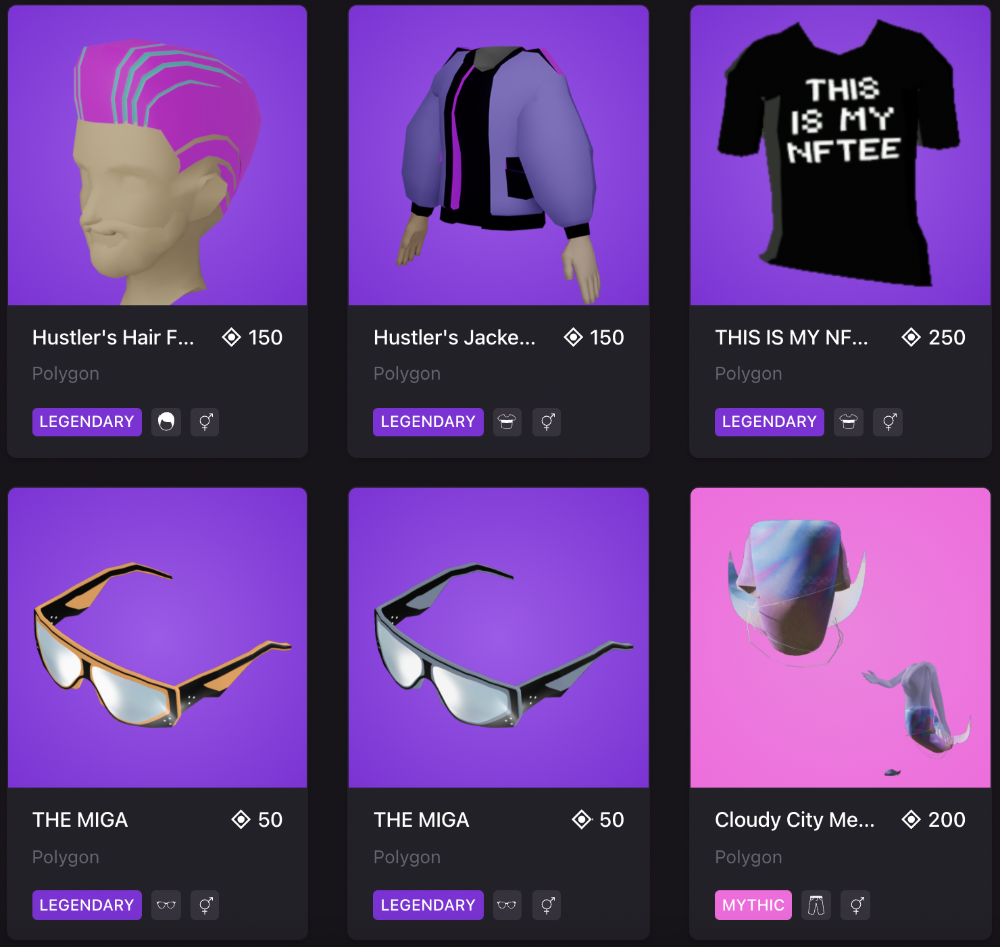 THIS
IS MY
NFTEE
Hustler's Hair F... 150
Polygon
LEGENDARY
Hustler's Jacke... 150
Polygon
LEGENDARY
THIS IS MY NF... 250
Polygon
LEGENDARY
THE MIGA 50
Polygon
LEGENDARY
THE MIGA 50
Polygon
LEGENDARY
Cloudy City Me... 200
Polygon
MYTHIC